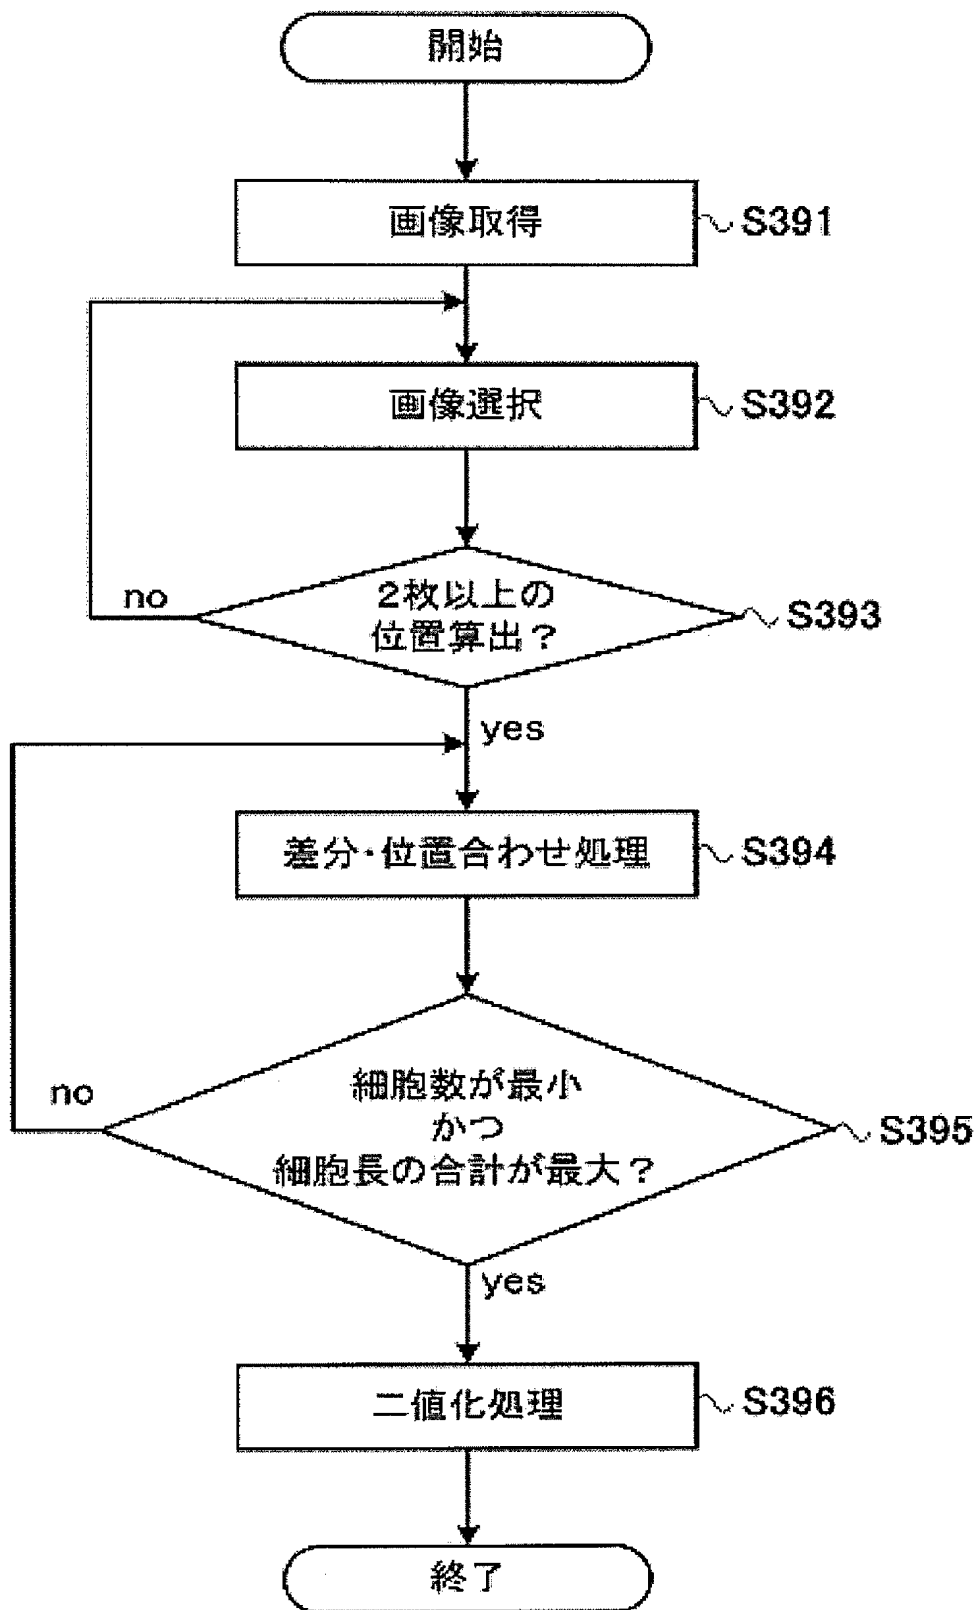 開始
画像取得
S391
画像選択
S392
2枚以上の
位置算出？
S393
no
yes
差分・位置合わせ処理
S394
細胞数が最小
かつ
細胞長の合計が最大？
S395
no
yes
二値化処理
S396
終了